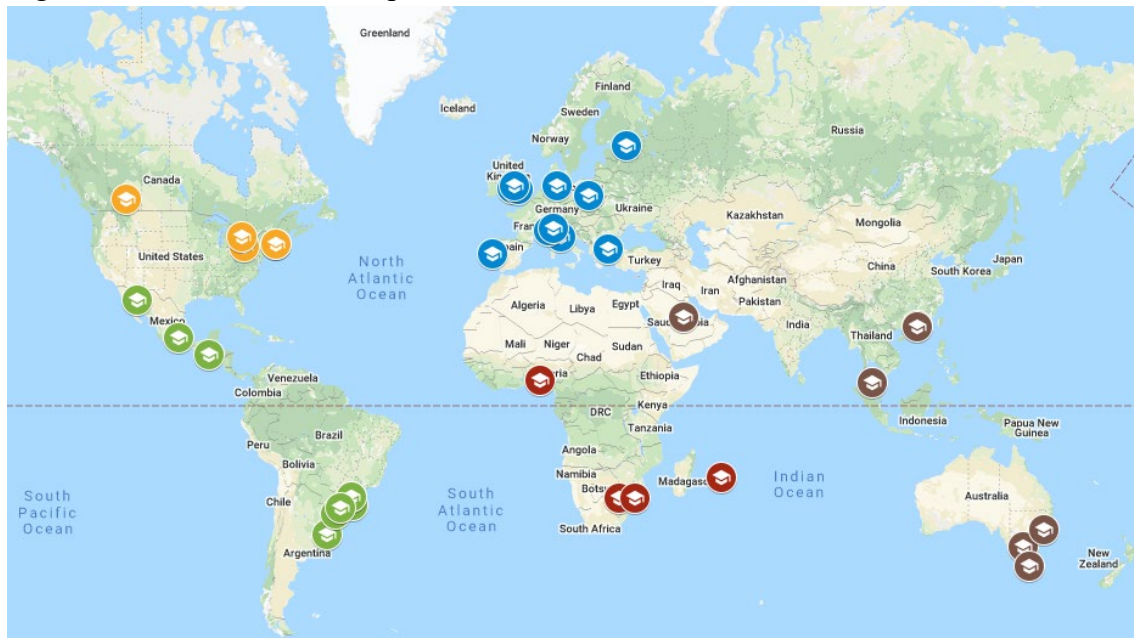 Greenland
Iceland
Finland
Sweden
Norway
Russia
Canada
United
Germany
Ukraine
Kazakhstan
Mongolia
United States
North
Atlantic
Ocean
Turkey
China
Japan
South Korea
Iraq
Iran
Afghanistan
Pakistan
Algeria
Libya
Egypt
India
Thailand
Mexico
Mali
Niger
Chad
Sudan
Ethiopia
Venezuela
Colombia
DRC
Kenya
Tanzania
Indonesia
Papua New
Guinea
Peru
Brazil
Bolivia
Angola
Namibia
Indian
Ocean
Chile
South
Pacific
Ocean
South
Atlantic
Ocean
South Africa
Australia
Argentina
New
Zealand